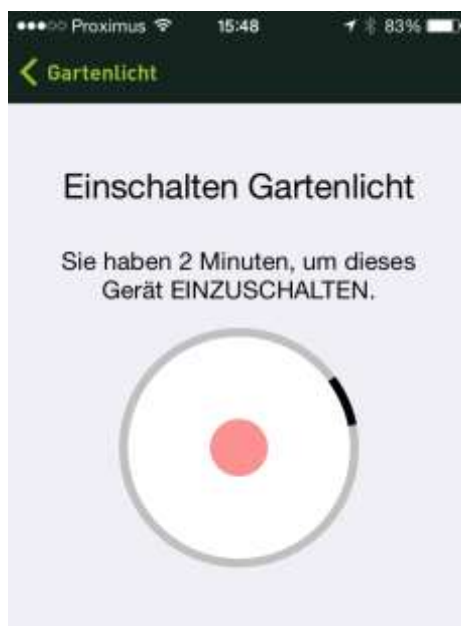 Proximus 15:48 83%
Gartenlicht
Einschalten Gartenlicht
Sie haben 2 Minuten, um dieses
Gerät EINZUSCHALTEN.